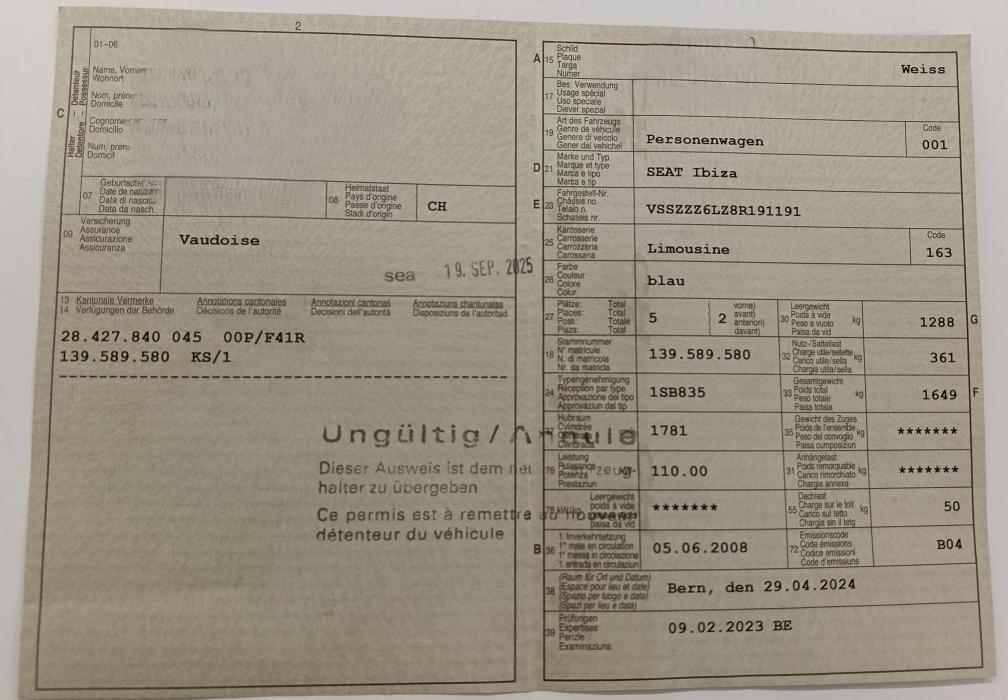 2
01-06
C
Halter
Détenteur
Detentore
Possessur
Name, Vorname
Wohnort
Nom, prénom
Domicile
Cognome
Domicilio
Num, pren
Domicil
07
Date de
Data di
Data da nasch.
08
Heimatstaat
Pays d'origine
Paese d'origine
Stadi d'origin
CH
09
Versicherung
Assurance
Assicurazione
Assicuranza
Vaudoise
sea 19. SEP. 2025
13 Kantonale Vermerke Annotations cantonales Annotazioni cantonali Annotaziuns chantunalas
14 Verfügungen der Behörde Décisions de l'autorité Decisioni dell'autorità Disposiziuns da l'autoritad
28.427.840 045 00P/F41R
139.589.580 KS/1
Ungültig/Annulé
Dieser Ausweis ist dem
halter zu übergeben
Ce permis est à remettre au nouveau
détenteur du véhicule
A 15
Schild
Plaque
Targa
Numer
Weiss
17
Bes. Verwendung
Usage spécial
Uso speciale
Diever spezial
19
Art des Fahrzeugs
Genre de véhicule
Genere di veicolo
Gener dal vehichel
Personenwagen
Code
001
D 21
Marke und Typ
Marque et type
Marca e tipo
Marca e tip
SEAT Ibiza
E 23
Fahrgestell-Nr.
Châssis no
Telaio n.
Schassis nr.
VSSZZZ6LZ8R191191
25
Karosserie
Carrosserie
Carrozzeria
Carossaria
Limousine
Code
163
26
Farbe
Couleur
Colore
Colur
blau
27
Plätze: Total
Places: Total
Posti: Totale
Plazs: Total
5
2
vorne)
avant)
anteriori)
davant)
30
Leergewicht
Poids à vide
Peso a vuoto
Paisa da vid
kg
1288 G
18
Stammnummer
N° matricule
N. di matricola
Nr. da matricla
139.589.580
32
Nutz-/Sattellast
Charge utile/sellette
Carico utile/sella
Chargia utila/sella
kg
361
24
Typengenehmigung
Réception par type
Approvazione del tipo
Approvaziun dal tip
1SB835
33
Gesamtgewicht
Poids total
Peso totale
Paisa totala
kg
1649 F
Hubraum
Cylindrée
1781
35
Gewicht des Zuges
Poids de l'ensemble
Peso del convoglio
Paisa cumposiziun
kg
*******
76
Leistung
Puissance
Potenza
Prestaziun
110.00
31
Anhängelast
Poids remorquable
Carico rimorchiato
Chargia annexa
kg
*******
78
Leergewicht
poids à vide
paisa da vid
*******
55
Dachlast
Charge sur le toit
Carico sul tetto
Chargia sin il tetg
kg
50
B 36
1. Inverkehrsetzung
1re mise en circulation
1a messa in circolazione
1. entrada en circulaziun
05.06.2008
72
Emissionscode
Code émissions
Codice emissioni
Code d'emissiuns
B04
38
(Raum für Ort und Datum)
(Espace pour lieu et date)
(Spazio per luogo e data)
(Spazi per lieu e data)
Bern, den 29.04.2024
39
Prüfungen
Expertises
Perizie
Examinaziuns
09.02.2023 BE